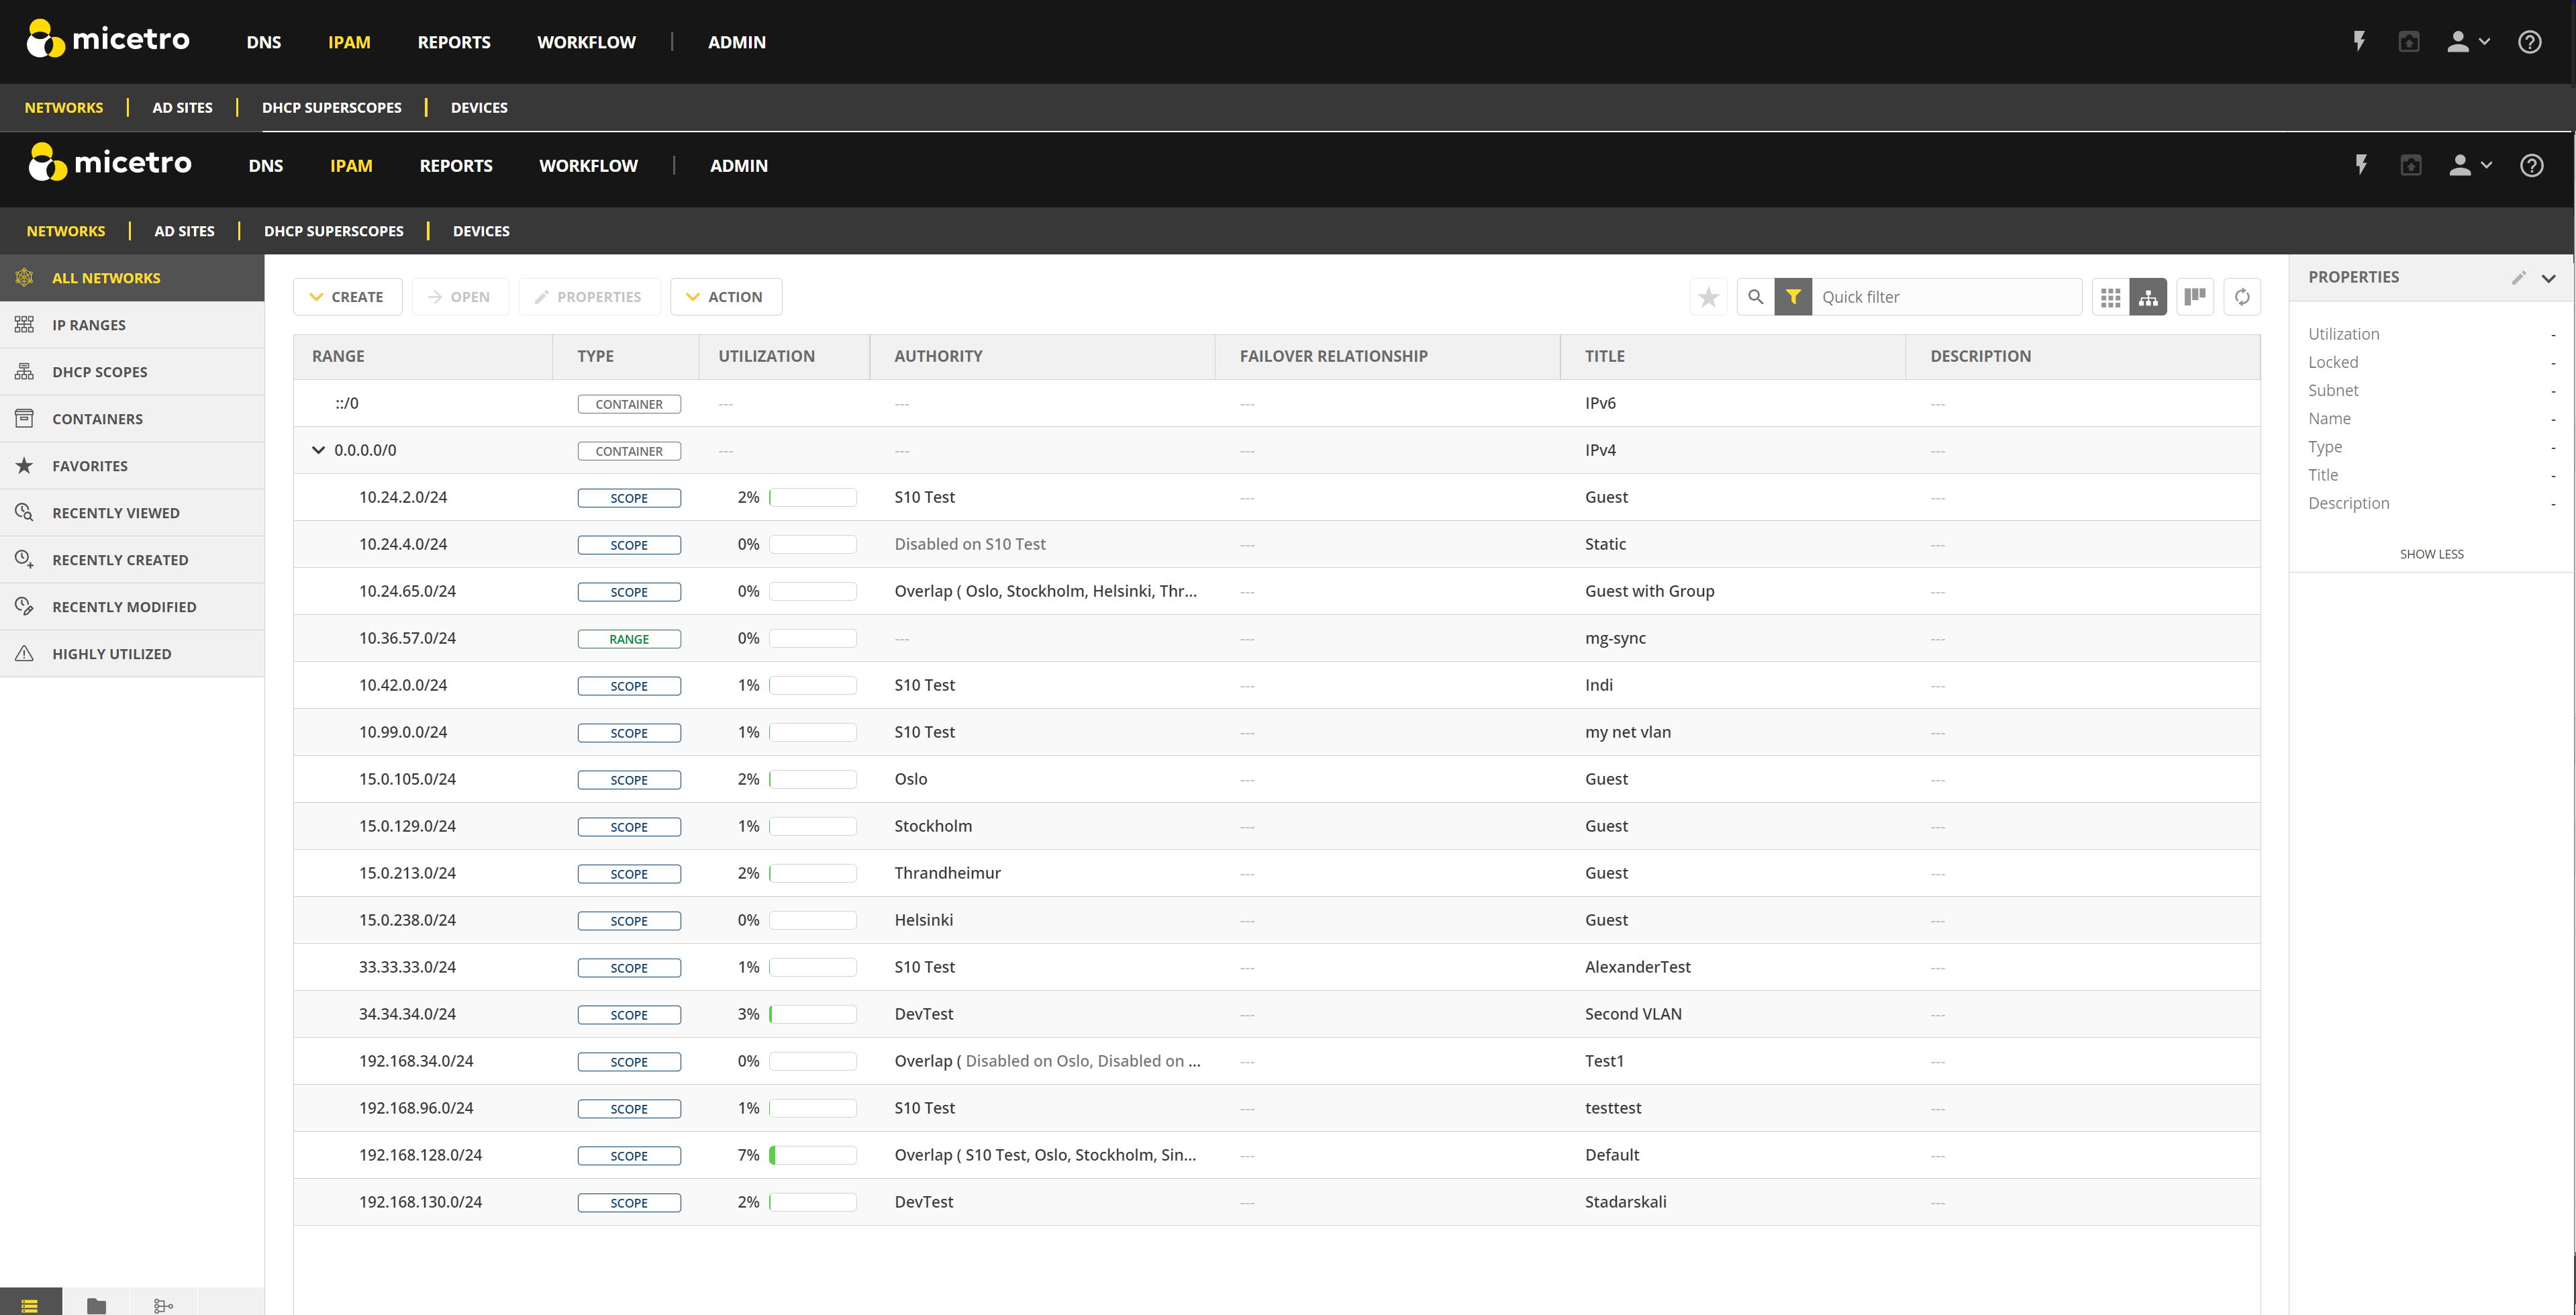 micetro DNS IPAM REPORTS WORKFLOW | ADMIN
NETWORKS | AD SITES | DHCP SUPERSCOPES | DEVICES
micetro DNS IPAM REPORTS WORKFLOW | ADMIN
NETWORKS | AD SITES | DHCP SUPERSCOPES | DEVICES
ALL NETWORKS
IP RANGES
DHCP SCOPES
CONTAINERS
FAVORITES
RECENTLY VIEWED
RECENTLY CREATED
RECENTLY MODIFIED
HIGHLY UTILIZED
CREATE OPEN PROPERTIES ACTION Quick filter
RANGE TYPE UTILIZATION AUTHORITY FAILOVER RELATIONSHIP TITLE DESCRIPTION
::/0 CONTAINER --- --- --- IPv6 ---
0.0.0.0/0 CONTAINER --- --- --- IPv4 ---
10.24.2.0/24 SCOPE 2% S10 Test --- Guest ---
10.24.4.0/24 SCOPE 0% Disabled on S10 Test --- Static ---
10.24.65.0/24 SCOPE 0% Overlap ( Oslo, Stockholm, Helsinki, Thr... --- Guest with Group ---
10.36.57.0/24 RANGE 0% --- --- mg-sync ---
10.42.0.0/24 SCOPE 1% S10 Test --- Indi ---
10.99.0.0/24 SCOPE 1% S10 Test --- my net vlan ---
15.0.105.0/24 SCOPE 2% Oslo --- Guest ---
15.0.129.0/24 SCOPE 1% Stockholm --- Guest ---
15.0.213.0/24 SCOPE 2% Thrandheimur --- Guest ---
15.0.238.0/24 SCOPE 0% Helsinki --- Guest ---
33.33.33.0/24 SCOPE 1% S10 Test --- AlexanderTest ---
34.34.34.0/24 SCOPE 3% DevTest --- Second VLAN ---
192.168.34.0/24 SCOPE 0% Overlap ( Disabled on Oslo, Disabled on ... --- Test1 ---
192.168.96.0/24 SCOPE 1% S10 Test --- testtest ---
192.168.128.0/24 SCOPE 7% Overlap ( S10 Test, Oslo, Stockholm, Sin... --- Default ---
192.168.130.0/24 SCOPE 2% DevTest --- Stadarskali ---
PROPERTIES
Utilization -
Locked -
Subnet -
Name -
Type -
Title -
Description -
SHOW LESS